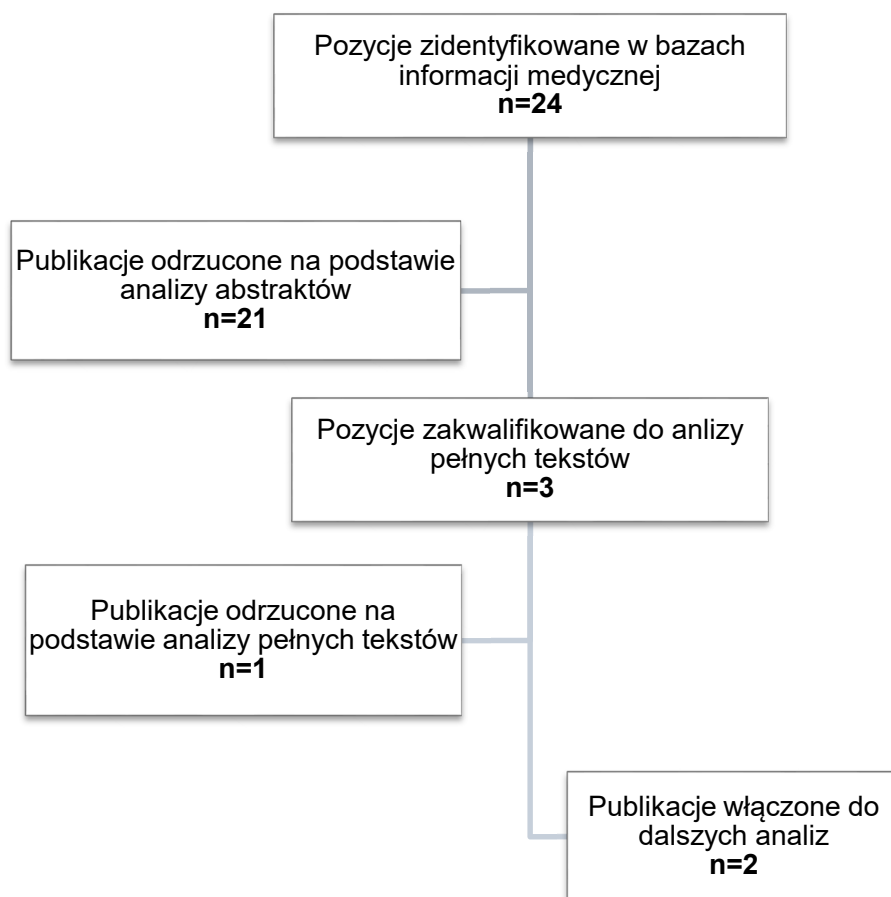 Pozycje zidentyfikowane w bazach
informacji medycznej
n=24
Publikacje odrzucone na podstawie
analizy abstraktów
n=21
Pozycje zakwalifikowane do anlizy
pełnych tekstów
n=3
Publikacje odrzucone na
podstawie analizy pełnych tekstów
n=1
Publikacje włączone do
dalszych analiz
n=2